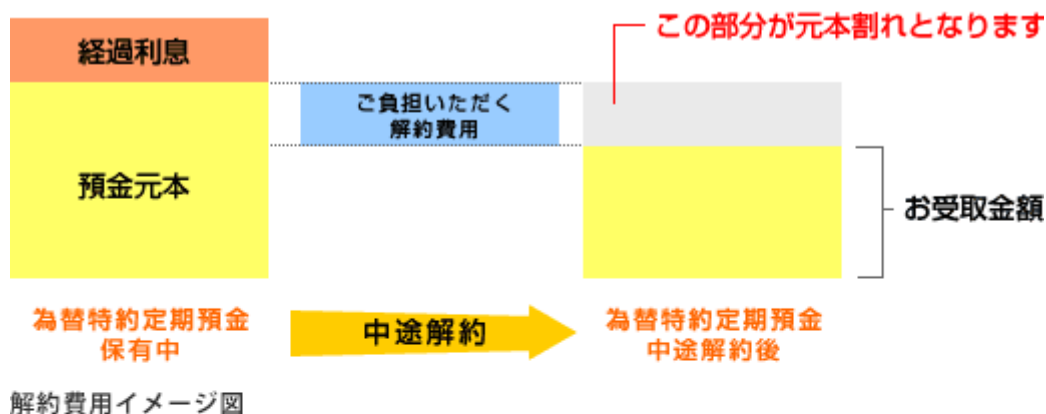 経過利息
この部分が元本割れとなります
ご負担いただく
解約費用
預金元本
お受取金額
為替特約定期預金
保有中
中途解約
為替特約定期預金
中途解約後
解約費用イメージ図